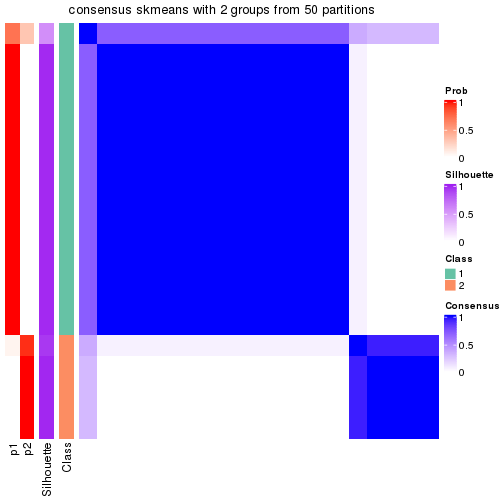 consensus skmeans with 2 groups from 50 partitions
Prob
1
0.5
0
Silhouette
1
0.5
0
Class
1
2
Consensus
1
0.5
0
p1
p2
Silhouette
Class